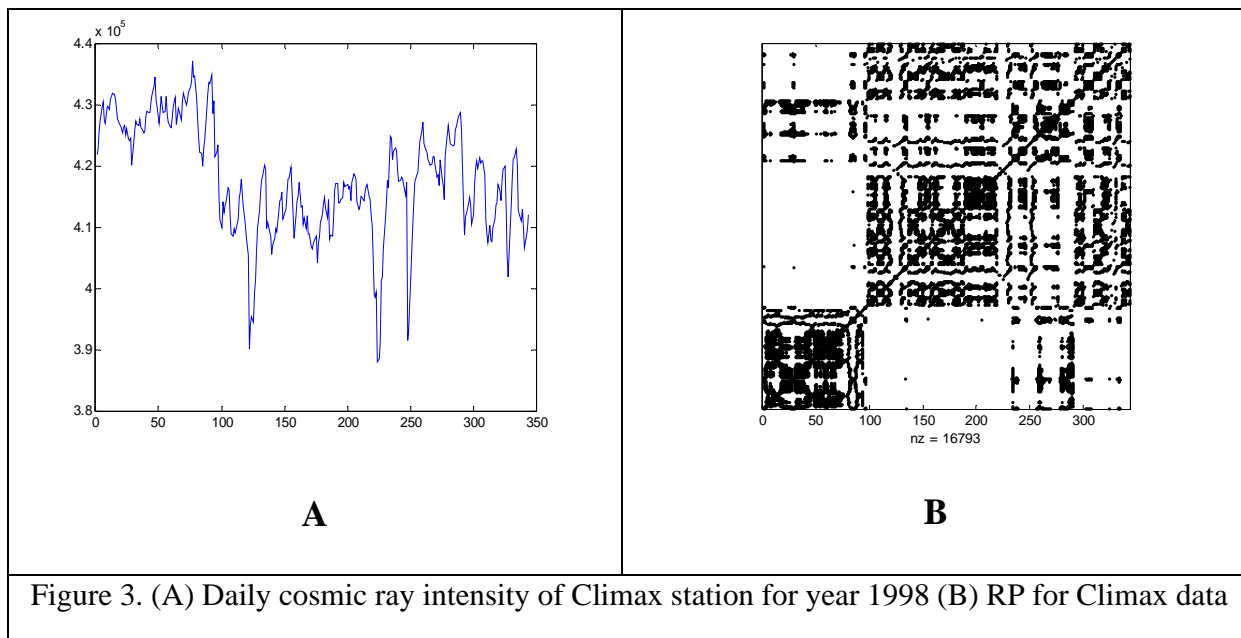 x 10⁵
4.4
4.3
4.2
4.1
4
3.9
3.8
0 50 100 150 200 250 300 350
A
0 50 100 150 200 250 300
nz = 16793
B
Figure 3. (A) Daily cosmic ray intensity of Climax station for year 1998 (B) RP for Climax data